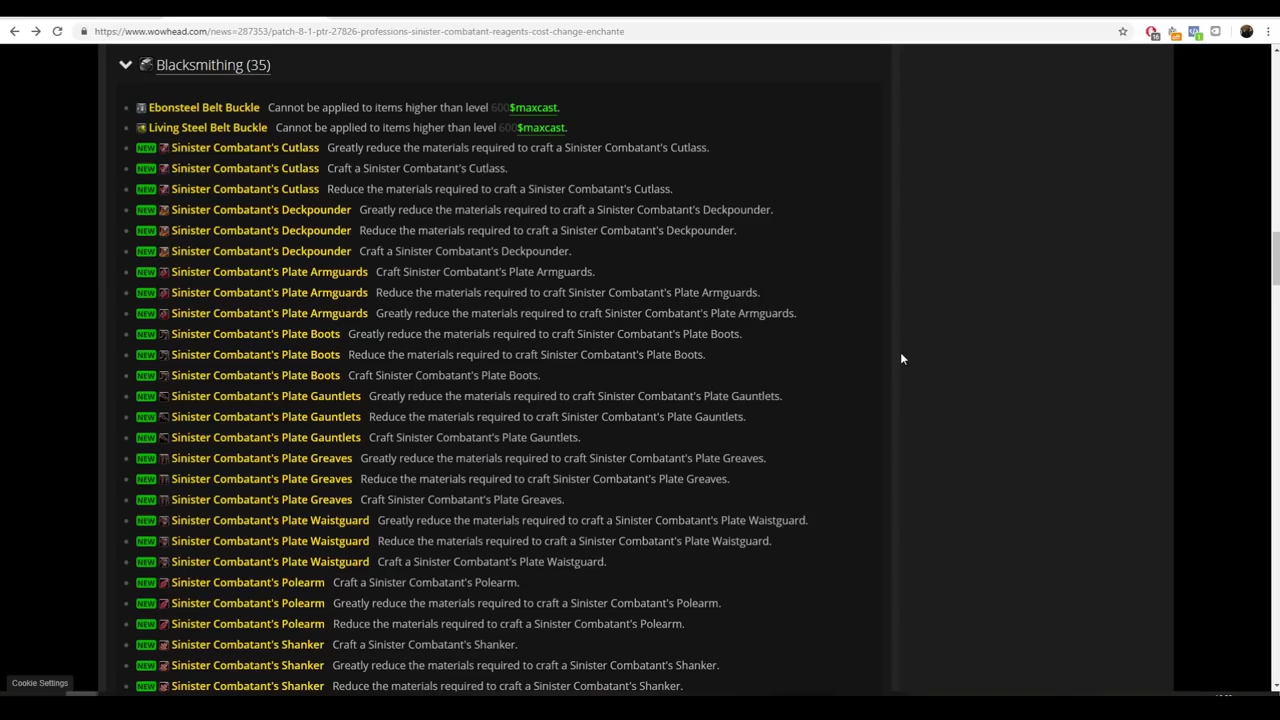 https://www.wowhead.com/news=287353/patch-8-1-ptr-27826-professions-sinister-combatant-reagents-cost-change-enchante
Blacksmithing (35)
Ebonsteel Belt Buckle Cannot be applied to items higher than level 600$maxcast.
Living Steel Belt Buckle Cannot be applied to items higher than level 600$maxcast.
NEW Sinister Combatant's Cutlass Greatly reduce the materials required to craft a Sinister Combatant's Cutlass.
NEW Sinister Combatant's Cutlass Craft a Sinister Combatant's Cutlass.
NEW Sinister Combatant's Cutlass Reduce the materials required to craft a Sinister Combatant's Cutlass.
NEW Sinister Combatant's Deckpounder Greatly reduce the materials required to craft a Sinister Combatant's Deckpounder.
NEW Sinister Combatant's Deckpounder Reduce the materials required to craft a Sinister Combatant's Deckpounder.
NEW Sinister Combatant's Deckpounder Craft a Sinister Combatant's Deckpounder.
NEW Sinister Combatant's Plate Armguards Craft Sinister Combatant's Plate Armguards.
NEW Sinister Combatant's Plate Armguards Reduce the materials required to craft Sinister Combatant's Plate Armguards.
NEW Sinister Combatant's Plate Armguards Greatly reduce the materials required to craft Sinister Combatant's Plate Armguards.
NEW Sinister Combatant's Plate Boots Greatly reduce the materials required to craft Sinister Combatant's Plate Boots.
NEW Sinister Combatant's Plate Boots Reduce the materials required to craft Sinister Combatant's Plate Boots.
NEW Sinister Combatant's Plate Boots Craft Sinister Combatant's Plate Boots.
NEW Sinister Combatant's Plate Gauntlets Greatly reduce the materials required to craft Sinister Combatant's Plate Gauntlets.
NEW Sinister Combatant's Plate Gauntlets Reduce the materials required to craft Sinister Combatant's Plate Gauntlets.
NEW Sinister Combatant's Plate Gauntlets Craft Sinister Combatant's Plate Gauntlets.
NEW Sinister Combatant's Plate Greaves Greatly reduce the materials required to craft Sinister Combatant's Plate Greaves.
NEW Sinister Combatant's Plate Greaves Reduce the materials required to craft Sinister Combatant's Plate Greaves.
NEW Sinister Combatant's Plate Greaves Craft Sinister Combatant's Plate Greaves.
NEW Sinister Combatant's Plate Waistguard Greatly reduce the materials required to craft a Sinister Combatant's Plate Waistguard.
NEW Sinister Combatant's Plate Waistguard Reduce the materials required to craft a Sinister Combatant's Plate Waistguard.
NEW Sinister Combatant's Plate Waistguard Craft a Sinister Combatant's Plate Waistguard.
NEW Sinister Combatant's Polearm Craft a Sinister Combatant's Polearm.
NEW Sinister Combatant's Polearm Greatly reduce the materials required to craft a Sinister Combatant's Polearm.
NEW Sinister Combatant's Polearm Reduce the materials required to craft a Sinister Combatant's Polearm.
NEW Sinister Combatant's Shanker Craft a Sinister Combatant's Shanker.
NEW Sinister Combatant's Shanker Greatly reduce the materials required to craft a Sinister Combatant's Shanker.
NEW Sinister Combatant's Shanker Reduce the materials required to craft a Sinister Combatant's Shanker.
Cookie Settings